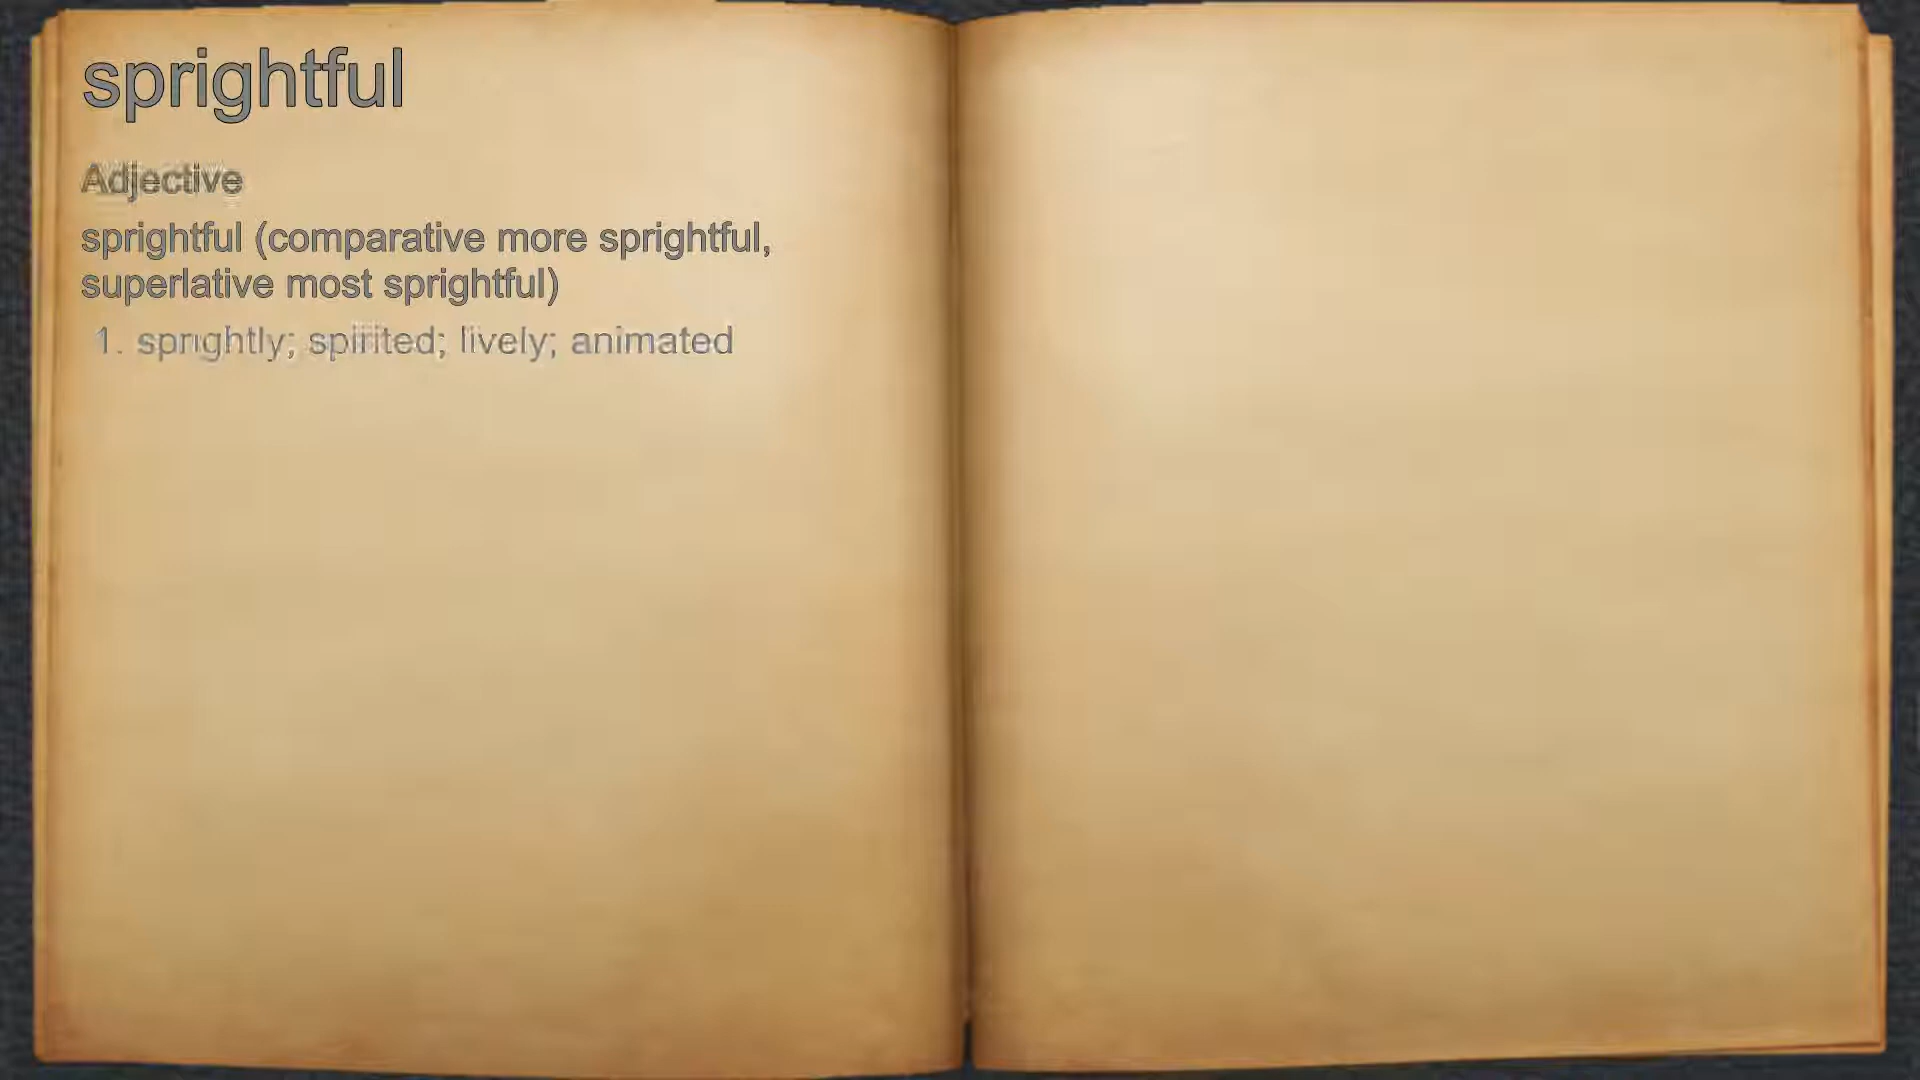 sprightful
Adjective
sprightful (comparative more sprightful,
superlative most sprightful)
1. sprightly; spirited; lively; animated